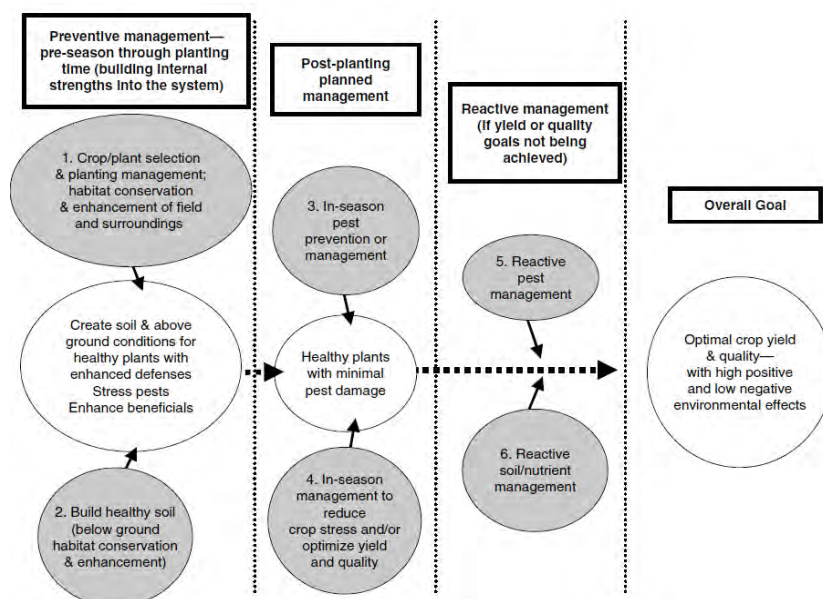 Preventive management—
pre-season through planting
time (building internal
strengths into the system)
Post-planting
planned
management
Reactive management
(if yield or quality
goals not being
achieved)
Overall Goal
1. Crop/plant selection
& planting management;
habitat conservation
& enhancement of field
and surroundings
Create soil & above
ground conditions for
healthy plants with
enhanced defenses
Stress pests
Enhance beneficials
2. Build healthy soil
(below ground
habitat conservation
& enhancement)
3. In-season
pest
prevention or
management
Healthy plants
with minimal
pest damage
4. In-season
management to
reduce
crop stress and/or
optimize yield
and quality
5. Reactive
pest
management
6. Reactive
soil/nutrient
management
Optimal crop yield
& quality—
with high positive
and low negative
environmental effects